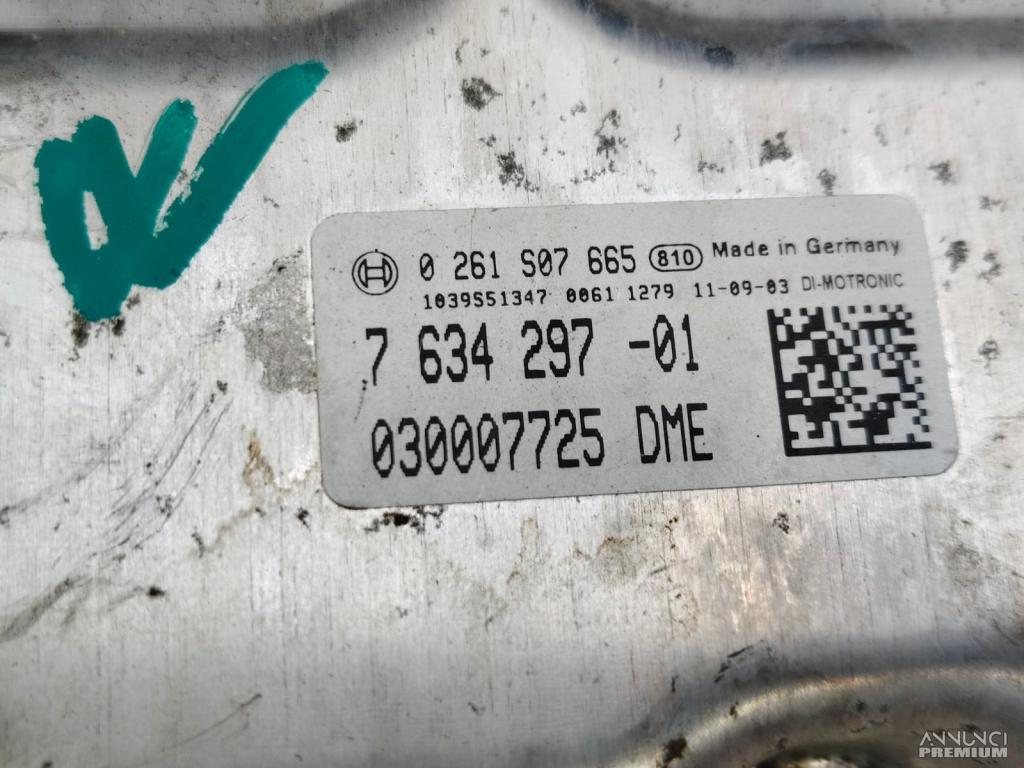 0 261 S07 665 810 Made in Germany
1039S51347 0061 1279 11-09-03 DI-MOTRONIC
7 634 297 -01
030007725 DME
ANNUNCI
PREMIUM